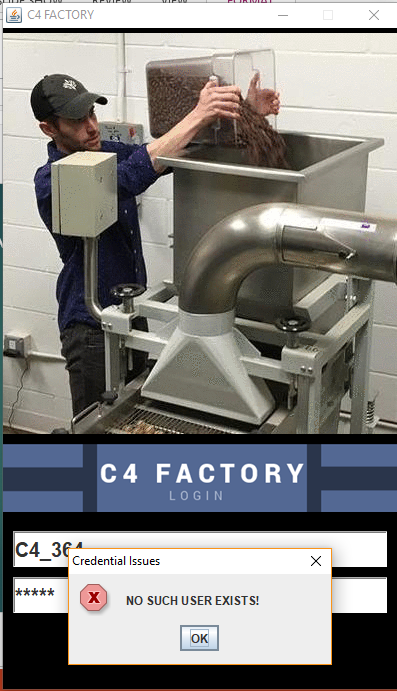 C4 FACTORY
C4 FACTORY
LOGIN
C4_364
*****
Credential Issues
NO SUCH USER EXISTS!
OK